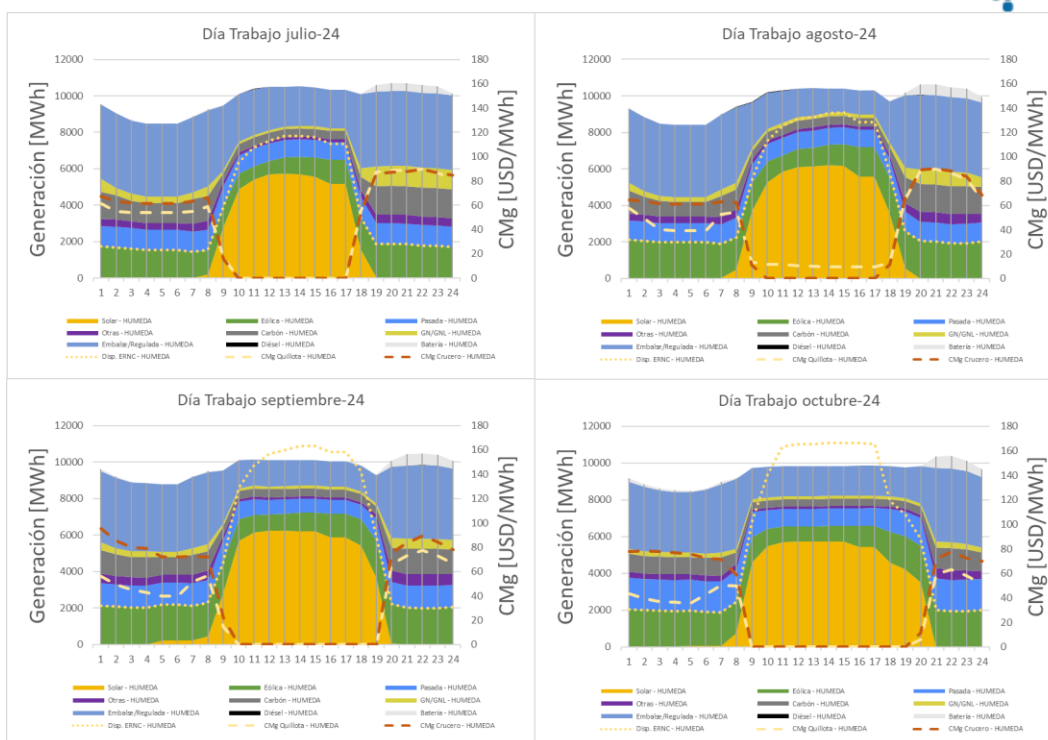 Día Trabajo julio-24
Generación [MWh]
12000
10000
8000
6000
4000
2000
0
180
160
140
120
100
80
60
40
20
0
CMg [USD/MWh]
1 2 3 4 5 6 7 8 9 10 11 12 13 14 15 16 17 18 19 20 21 22 23 24
Solar - HUMEDA Eólica - HUMEDA Pasada - HUMEDA
Otras - HUMEDA Carbón - HUMEDA GN/GNL - HUMEDA
Embalse/Regulada - HUMEDA Diésel - HUMEDA Batería - HUMEDA
Disp. ERNC - HUMEDA CMg Quillota - HUMEDA CMg Crucero - HUMEDA
Día Trabajo agosto-24
Generación [MWh]
12000
10000
8000
6000
4000
2000
0
180
160
140
120
100
80
60
40
20
0
CMg [USD/MWh]
1 2 3 4 5 6 7 8 9 10 11 12 13 14 15 16 17 18 19 20 21 22 23 24
Solar - HUMEDA Eólica - HUMEDA Pasada - HUMEDA
Otras - HUMEDA Carbón - HUMEDA GN/GNL - HUMEDA
Embalse/Regulada - HUMEDA Diésel - HUMEDA Batería - HUMEDA
Disp. ERNC - HUMEDA CMg Quillota - HUMEDA CMg Crucero - HUMEDA
Día Trabajo septiembre-24
Generación [MWh]
12000
10000
8000
6000
4000
2000
0
180
160
140
120
100
80
60
40
20
0
CMg [USD/MWh]
1 2 3 4 5 6 7 8 9 10 11 12 13 14 15 16 17 18 19 20 21 22 23 24
Solar - HUMEDA Eólica - HUMEDA Pasada - HUMEDA
Otras - HUMEDA Carbón - HUMEDA GN/GNL - HUMEDA
Embalse/Regulada - HUMEDA Diésel - HUMEDA Batería - HUMEDA
Disp. ERNC - HUMEDA CMg Quillota - HUMEDA CMg Crucero - HUMEDA
Día Trabajo octubre-24
Generación [MWh]
12000
10000
8000
6000
4000
2000
0
180
160
140
120
100
80
60
40
20
0
CMg [USD/MWh]
1 2 3 4 5 6 7 8 9 10 11 12 13 14 15 16 17 18 19 20 21 22 23 24
Solar - HUMEDA Eólica - HUMEDA Pasada - HUMEDA
Otras - HUMEDA Carbón - HUMEDA GN/GNL - HUMEDA
Embalse/Regulada - HUMEDA Diésel - HUMEDA Batería - HUMEDA
Disp. ERNC - HUMEDA CMg Quillota - HUMEDA CMg Crucero - HUMEDA